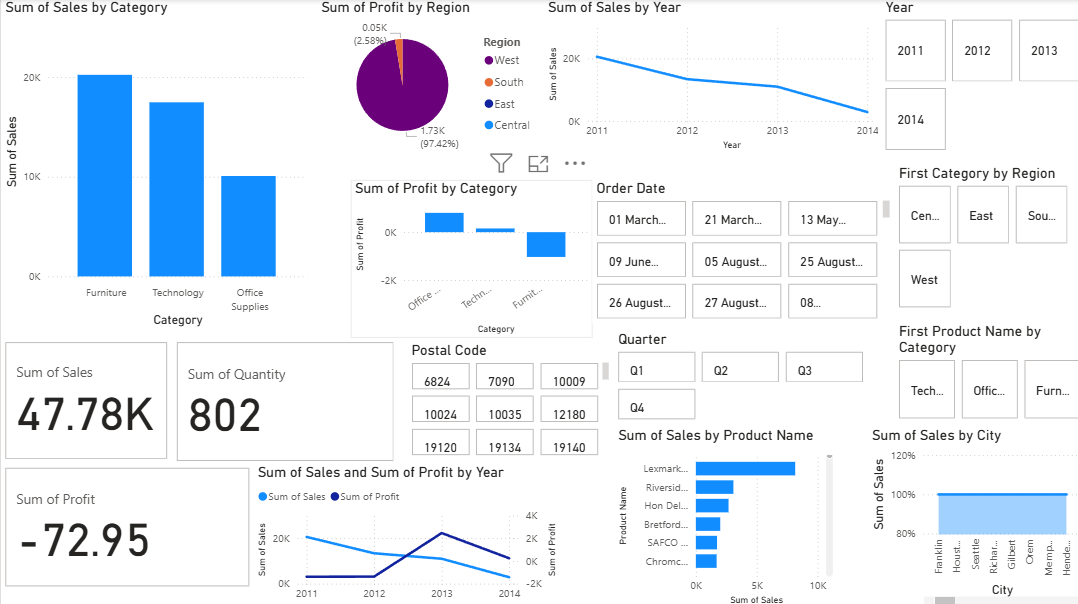 Sum of Sales by Category
Sum of Sales
20K
10K
0K
Furniture
Technology
Office
Supplies
Category
Sum of Profit by Region
0.05K
(2.58%)
1.73K
(97.42%)
Region
West
South
East
Central
Sum of Sales by Year
Sum of Sales
20K
0K
2011
2012
2013
2014
Year
Year
2011
2012
2013
2014
Sum of Profit by Category
Sum of Profit
0K
-2K
Office ...
Techn...
Furnit...
Category
Order Date
01 March...
21 March...
13 May...
09 June...
05 August...
25 August...
26 August...
27 August...
08...
First Category by Region
Cen...
East
Sou...
West
Sum of Sales
47.78K
Sum of Quantity
802
Postal Code
6824
7090
10009
10024
10035
12180
19120
19134
19140
Quarter
Q1
Q2
Q3
Q4
First Product Name by
Category
Tech...
Offic...
Furn...
Sum of Profit
-72.95
Sum of Sales and Sum of Profit by Year
Sum of Sales
Sum of Profit
Sum of Sales
20K
0K
4K
2K
0K
-2K
Sum of Profit
2011
2012
2013
2014
Sum of Sales by Product Name
Product Name
Lexmark...
Riversid...
Hon Del...
Bretford...
SAFCO ...
Chromc...
0K
5K
10K
Sum of Sales
Sum of Sales by City
Sum of Sales
120%
100%
80%
Franklin
Houst...
Seattle
Richar...
Gilbert
Orem
Memp...
Hende...
City